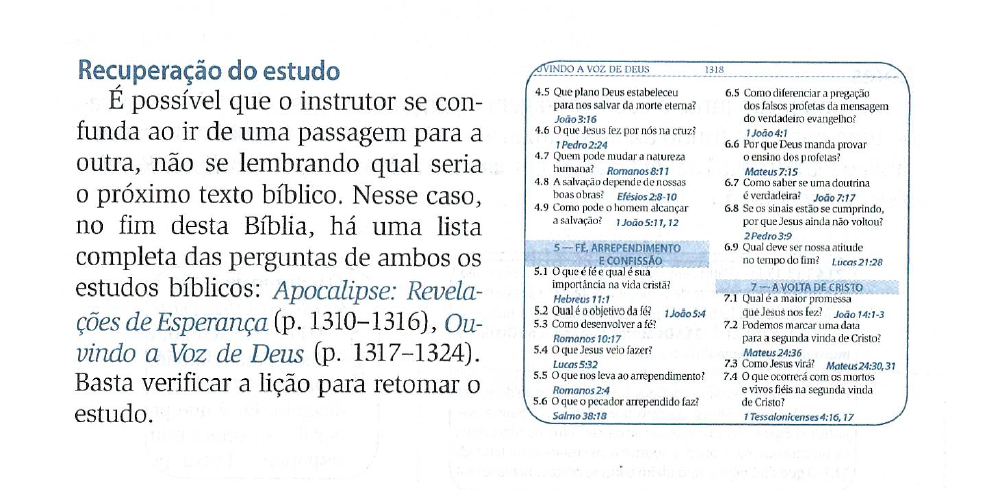 Recuperação do estudo
É possível que o instrutor se con-
funda ao ir de uma passagem para a
outra, não se lembrando qual seria
o próximo texto bíblico. Nesse caso,
no fim desta Bíblia, há uma lista
completa das perguntas de ambos os
estudos bíblicos: Apocalipse: Revela-
ções de Esperança (p. 1310–1316), Ou-
vindo a Voz de Deus (p. 1317–1324).
Basta verificar a lição para retomar o
estudo.
UVINDO A VOZ DE DEUS 1318
4.5 Que plano Deus estabeleceu
para nos salvar da morte eterna?
João 3:16
4.6 O que Jesus fez por nós na cruz?
1 Pedro 2:24
4.7 Quem pode mudar a natureza
humana? Romanos 8:11
4.8 A salvação depende de nossas
boas obras? Efésios 2:8-10
4.9 Como pode o homem alcançar
a salvação? 1 João 5:11, 12
5 — FÉ, ARREPENDIMENTO
E CONFISSÃO
5.1 O que é fé e qual é sua
importância na vida cristã?
Hebreus 11:1
5.2 Qual é o objetivo da fé? 1 João 5:4
5.3 Como desenvolver a fé?
Romanos 10:17
5.4 O que Jesus veio fazer?
Lucas 5:32
5.5 O que nos leva ao arrependimento?
Romanos 2:4
5.6 O que o pecador arrependido faz?
Salmo 38:18
6.5 Como diferenciar a pregação
dos falsos profetas da mensagem
do verdadeiro evangelho?
1 João 4:1
6.6 Por que Deus manda provar
o ensino dos profetas?
Mateus 7:15
6.7 Como saber se uma doutrina
é verdadeira? João 7:17
6.8 Se os sinais estão se cumprindo,
por que Jesus ainda não voltou?
2 Pedro 3:9
6.9 Qual deve ser nossa atitude
no tempo do fim? Lucas 21:28
7 — A VOLTA DE CRISTO
7.1 Qual é a maior promessa
que Jesus nos fez? João 14:1-3
7.2 Podemos marcar uma data
para a segunda vinda de Cristo?
Mateus 24:36
7.3 Como Jesus virá? Mateus 24:30, 31
7.4 O que ocorrerá com os mortos
e vivos fiéis na segunda vinda
de Cristo?
1 Tessalonicenses 4:16, 17